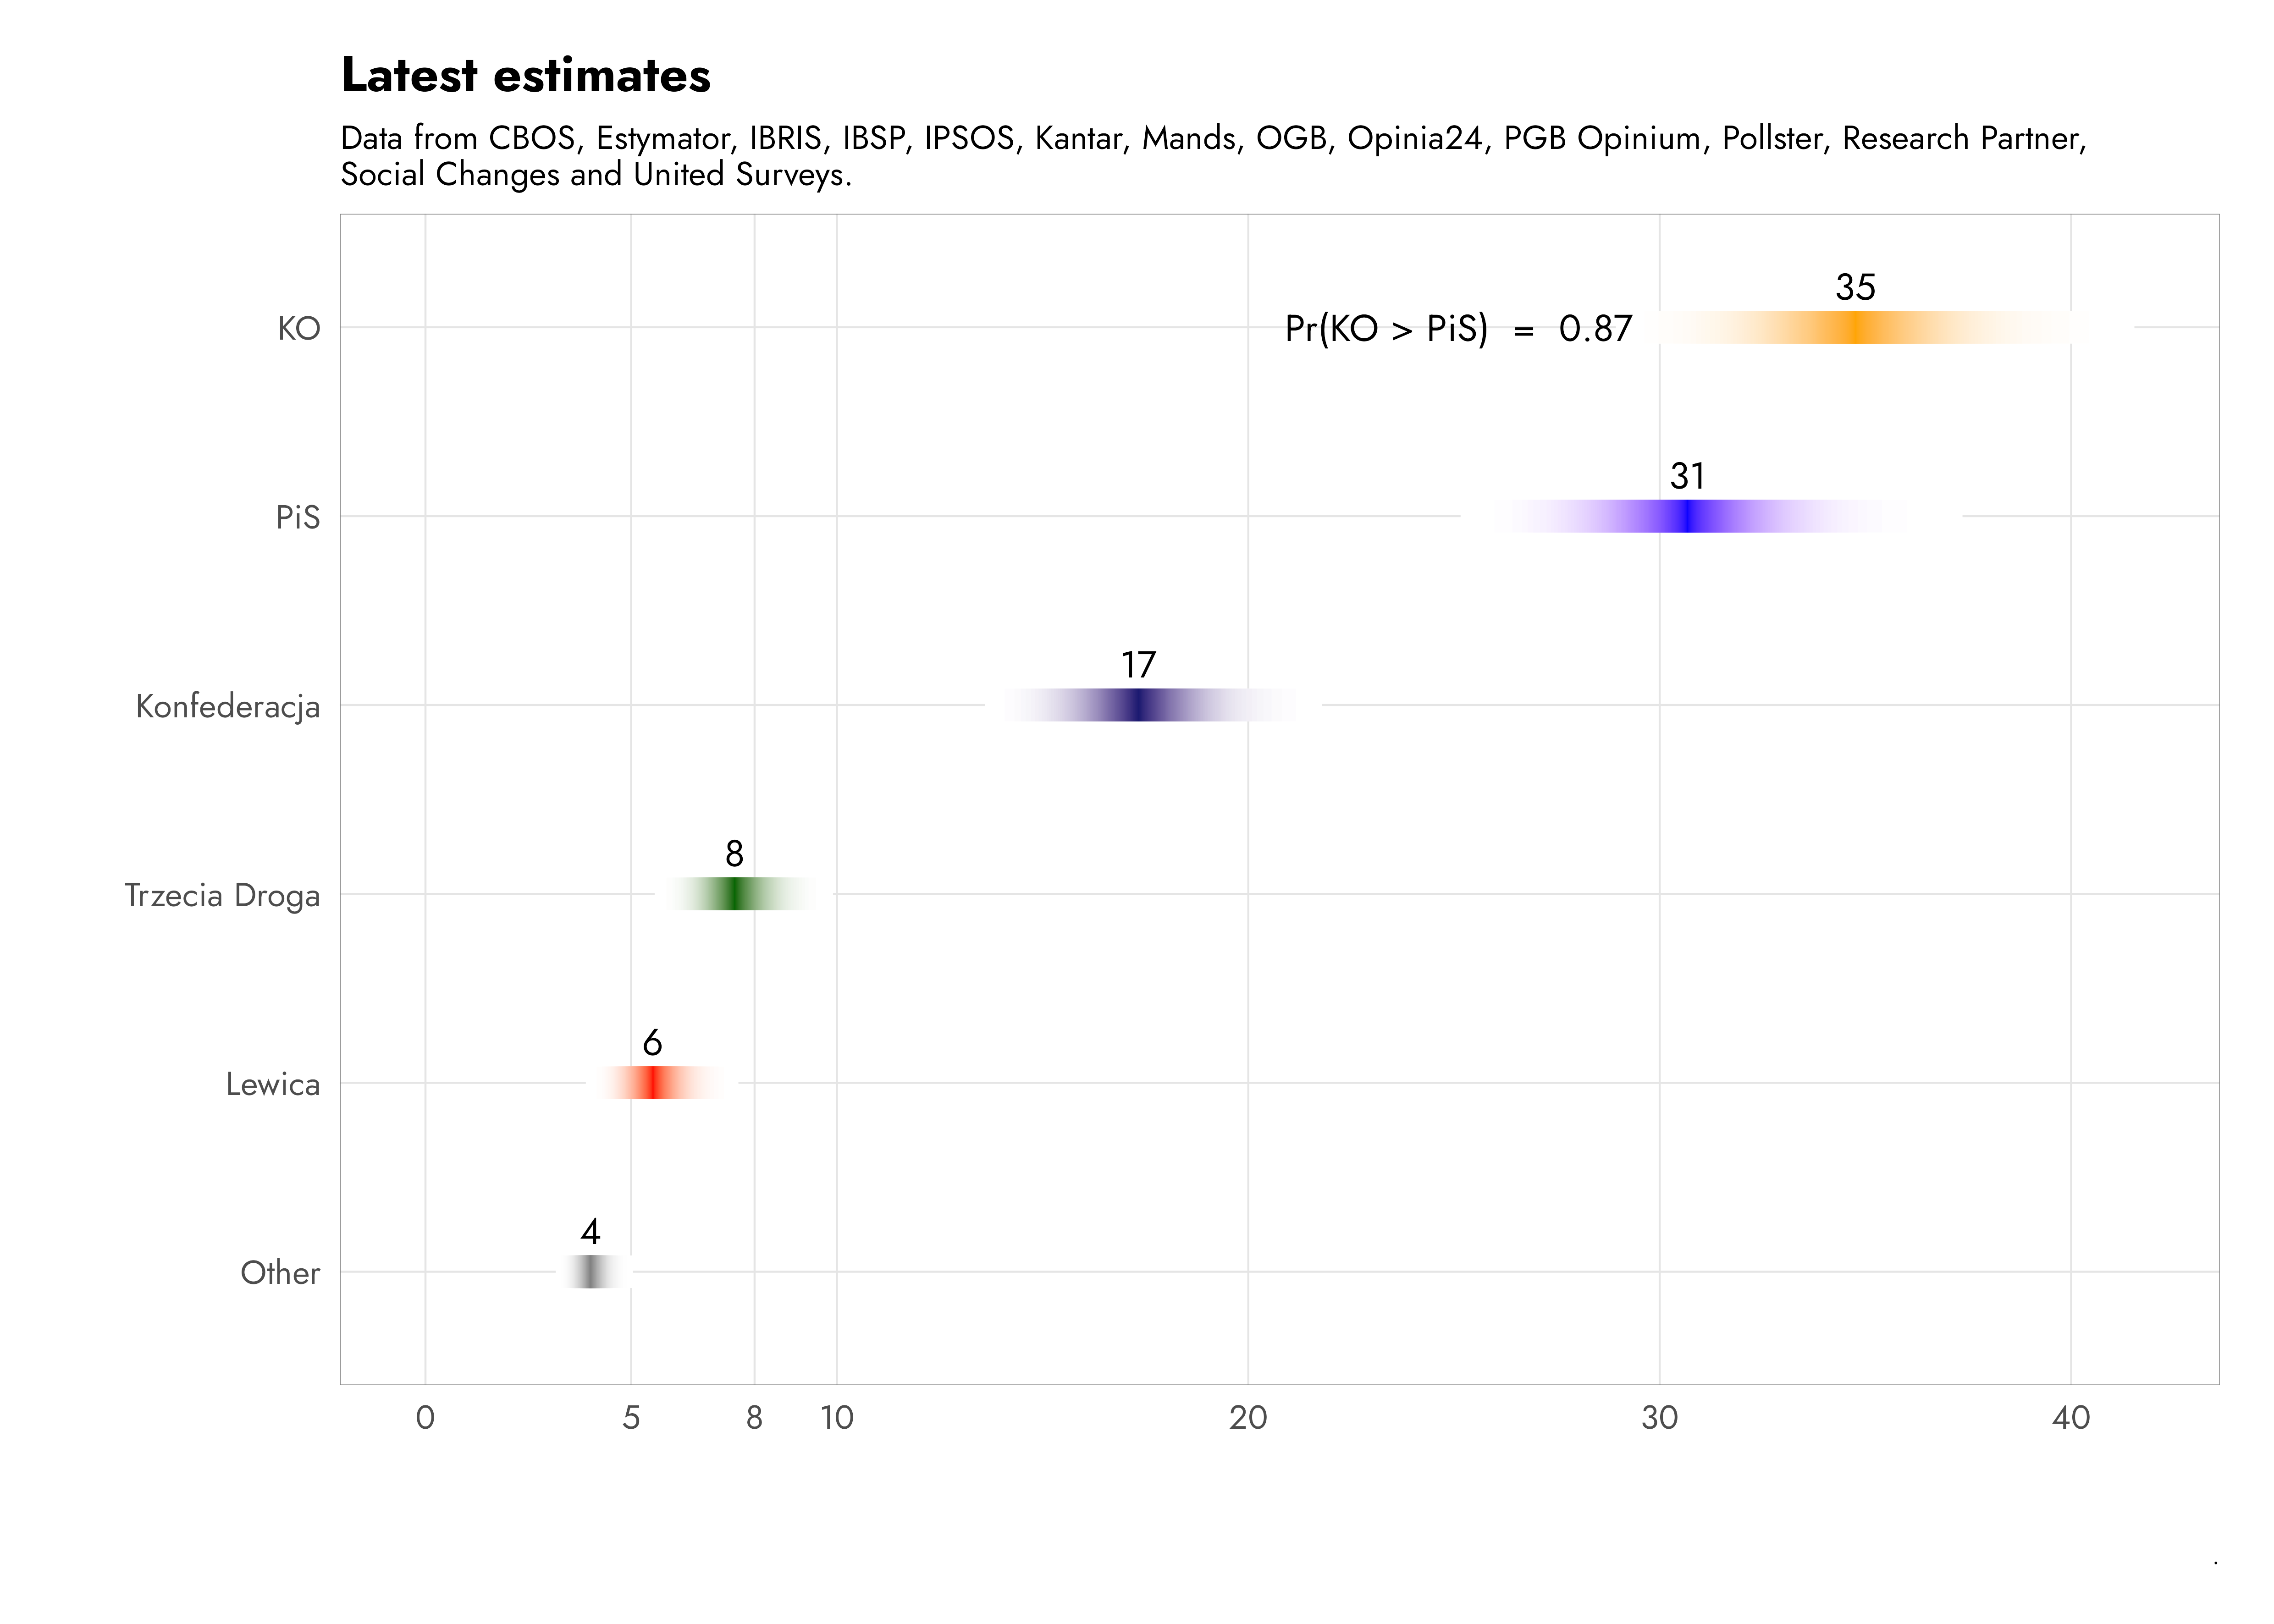 Latest estimates
Data from CBOS, Estymator, IBRIS, IBSP, IPSOS, Kantar, Mands, OGB, Opinia24, PGB Opinium, Pollster, Research Partner,
Social Changes and United Surveys.
35
KO
Pr(KO > PiS) = 0.87
31
PiS
17
Konfederacja
8
Trzecia Droga
6
Lewica
4
Other
0 5 8 10 20 30 40
.